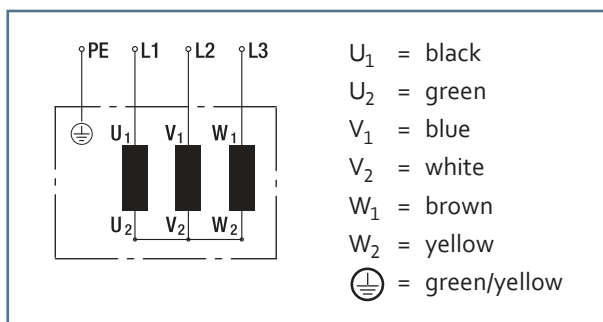 PE L1 L2 L3
U₁ V₁ W₁
U₂ V₂ W₂
U₁ = black
U₂ = green
V₁ = blue
V₂ = white
W₁ = brown
W₂ = yellow
⏚ = green/yellow